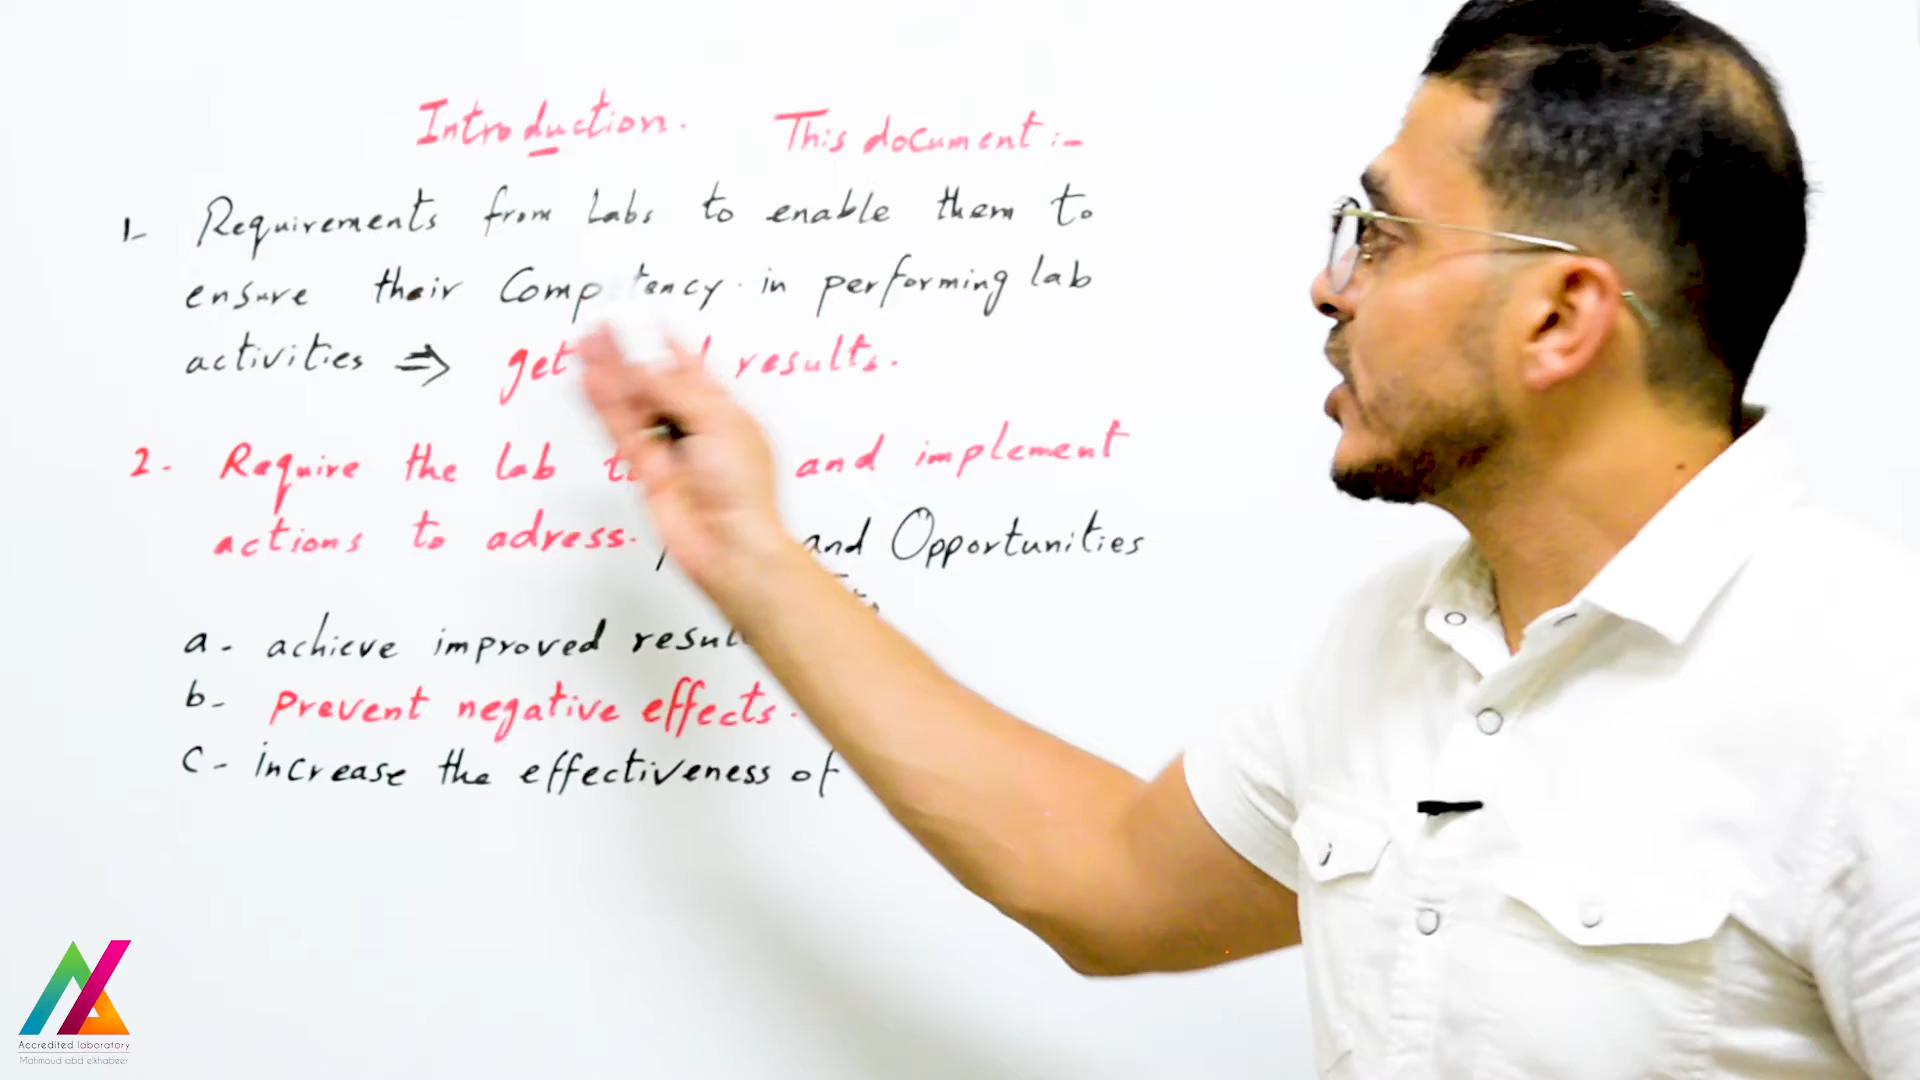 Introduction. This document :-
1- Requirements from Labs to enable them to
ensure their Comp tency in performing lab
activities ⇒ get results.
2- Require the lab and implement
actions to adress. and Opportunities
a - achieve improved
b - prevent negative effects.
c - increase the effectiveness of
Accredited laboratory
Mahmoud abd elkhabeer